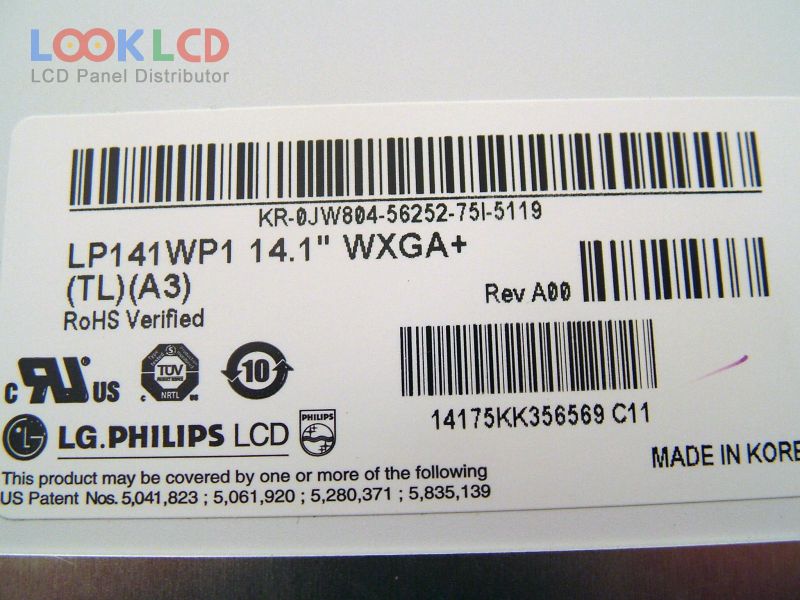 LOOKLCD
LCD Panel Distributor
KR-0JW804-56252-75I-5119
LP141WP1 14.1" WXGA+
(TL)(A3)
Rev A00
RoHS Verified
c RU US
TÜV
NRTL
10
14175KK356569 C11
LG.PHILIPS LCD
PHILIPS
MADE IN KORE
This product may be covered by one or more of the following
US Patent Nos. 5,041,823 ; 5,061,920 ; 5,280,371 ; 5,835,139